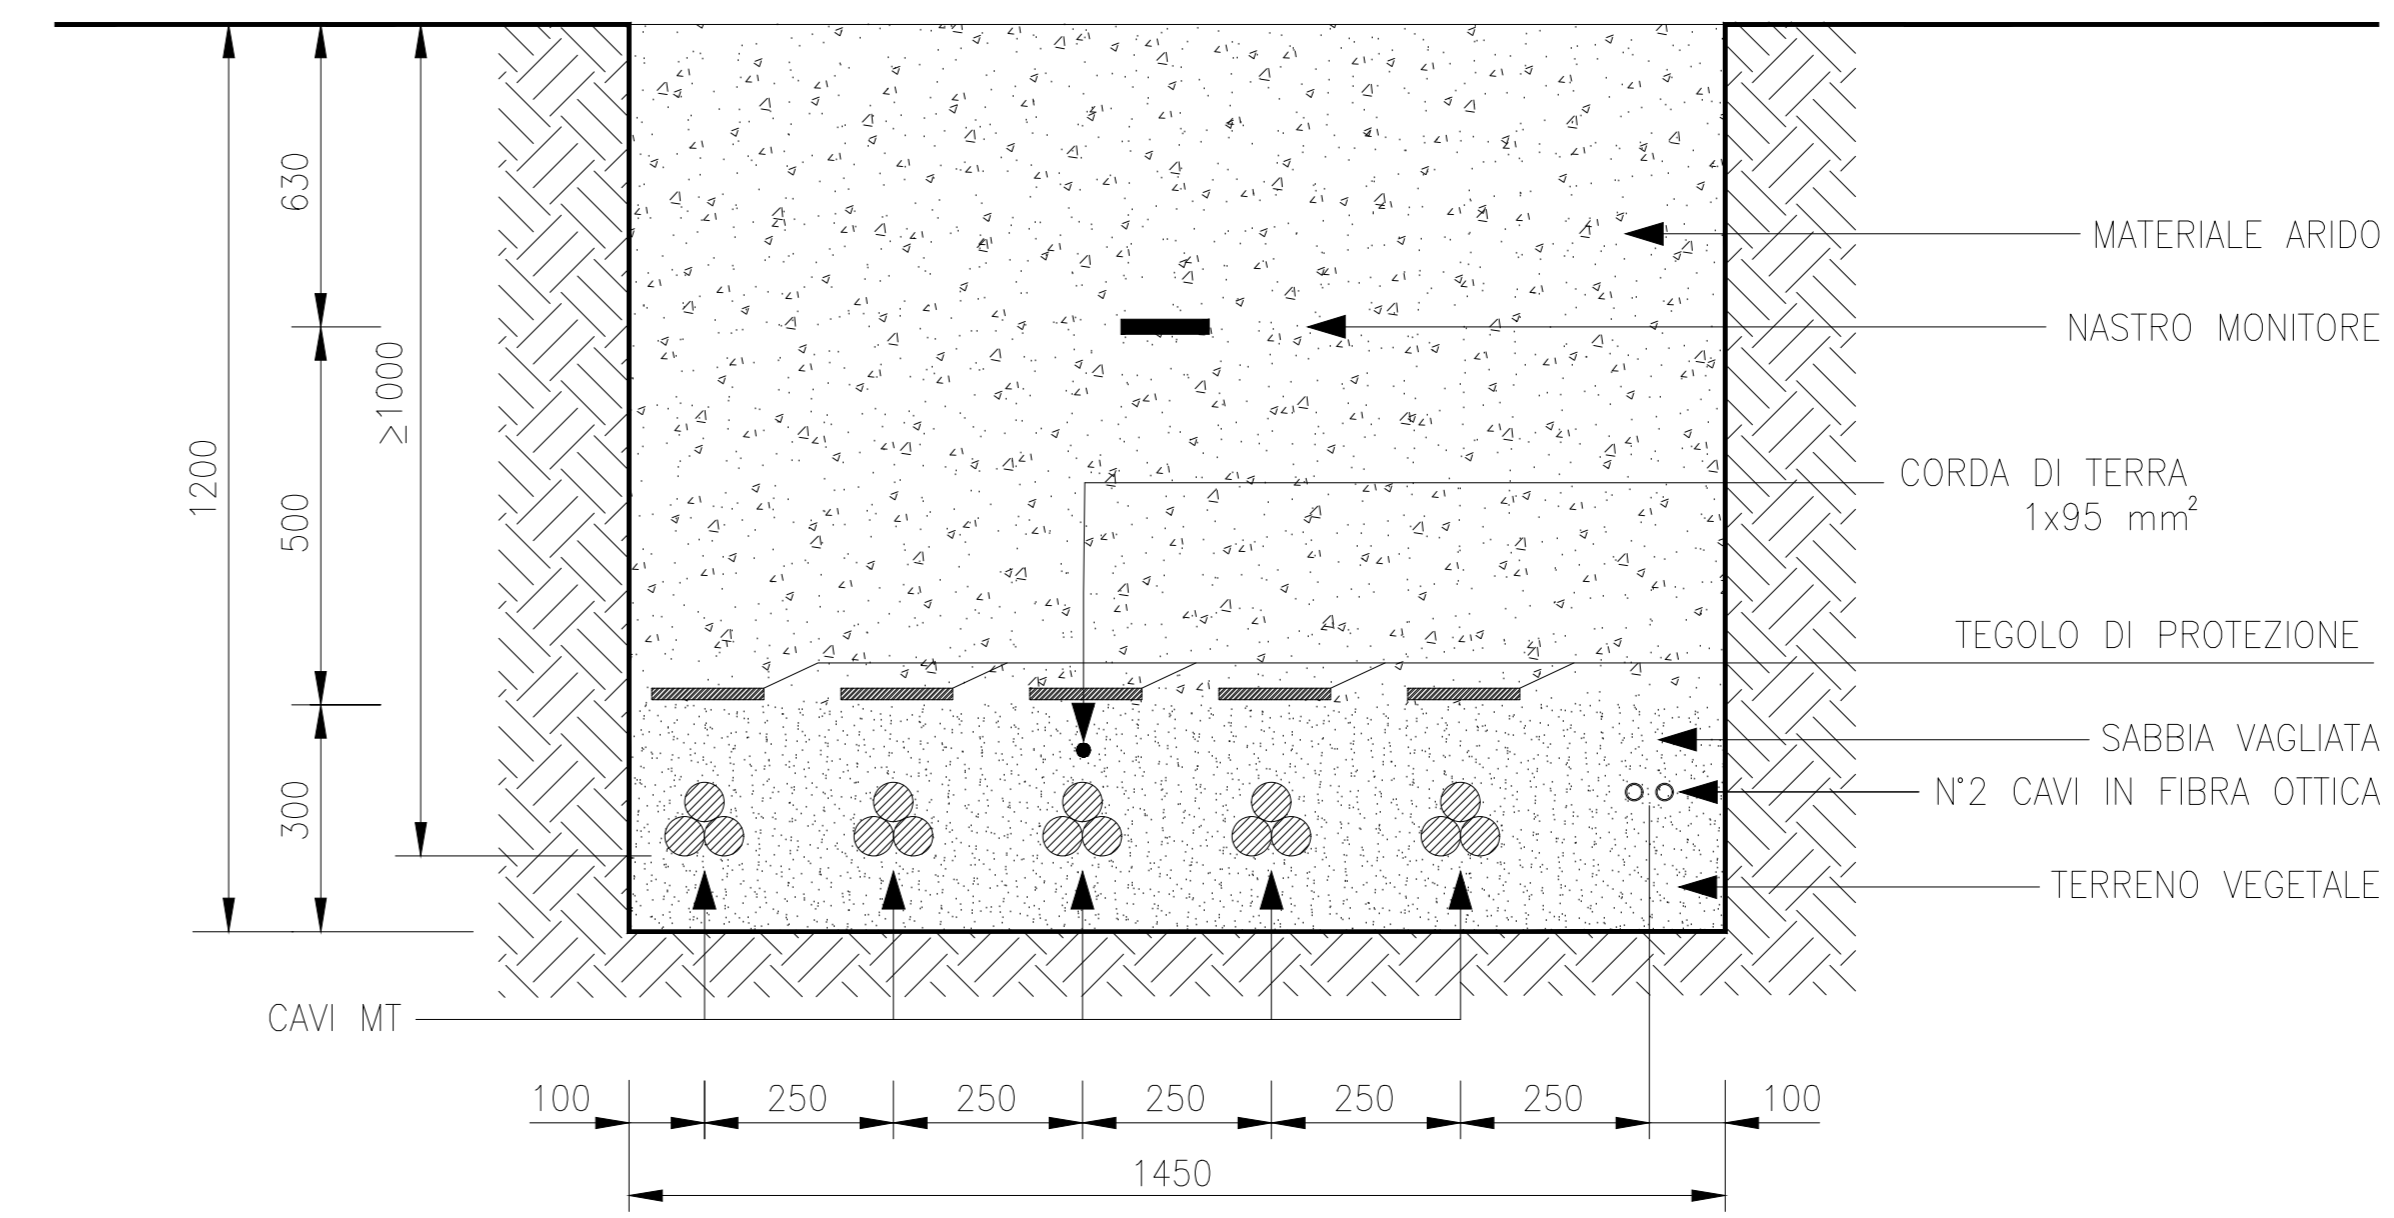 630
≥1000
1200
500
300
MATERIALE ARIDO
NASTRO MONITORE
CORDA DI TERRA
1x95 mm²
TEGOLO DI PROTEZIONE
SABBIA VAGLIATA
N°2 CAVI IN FIBRA OTTICA
TERRENO VEGETALE
CAVI MT
100 250 250 250 250 250 100
1450